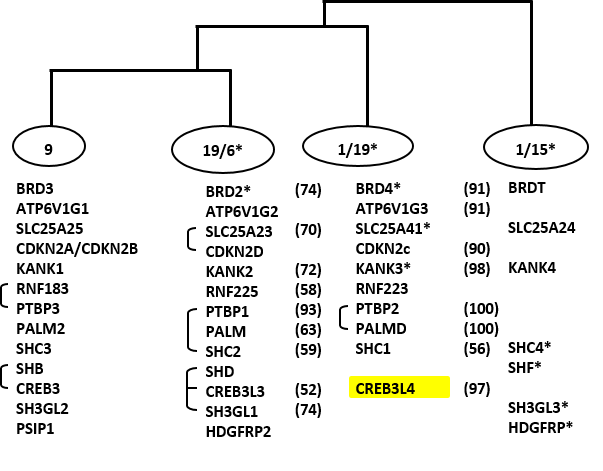 9 19/6* 1/19* 1/15*
BRD3 BRD2* (74) BRD4* (91) BRDT
ATP6V1G1 ATP6V1G2 ATP6V1G3 (91)
SLC25A25 SLC25A23 (70) SLC25A41* SLC25A24
CDKN2A/CDKN2B CDKN2D CDKN2c (90)
KANK1 KANK2 (72) KANK3* (98) KANK4
RNF183 RNF225 (58) RNF223
PTBP3 PTBP1 (93) PTBP2 (100)
PALM2 PALM (63) PALMD (100)
SHC3 SHC2 (59) SHC1 (56) SHC4*
SHB SHD SHF*
CREB3 CREB3L3 (52) CREB3L4 (97)
SH3GL2 SH3GL1 (74) SH3GL3*
PSIP1 HDGFRP2 HDGFRP*